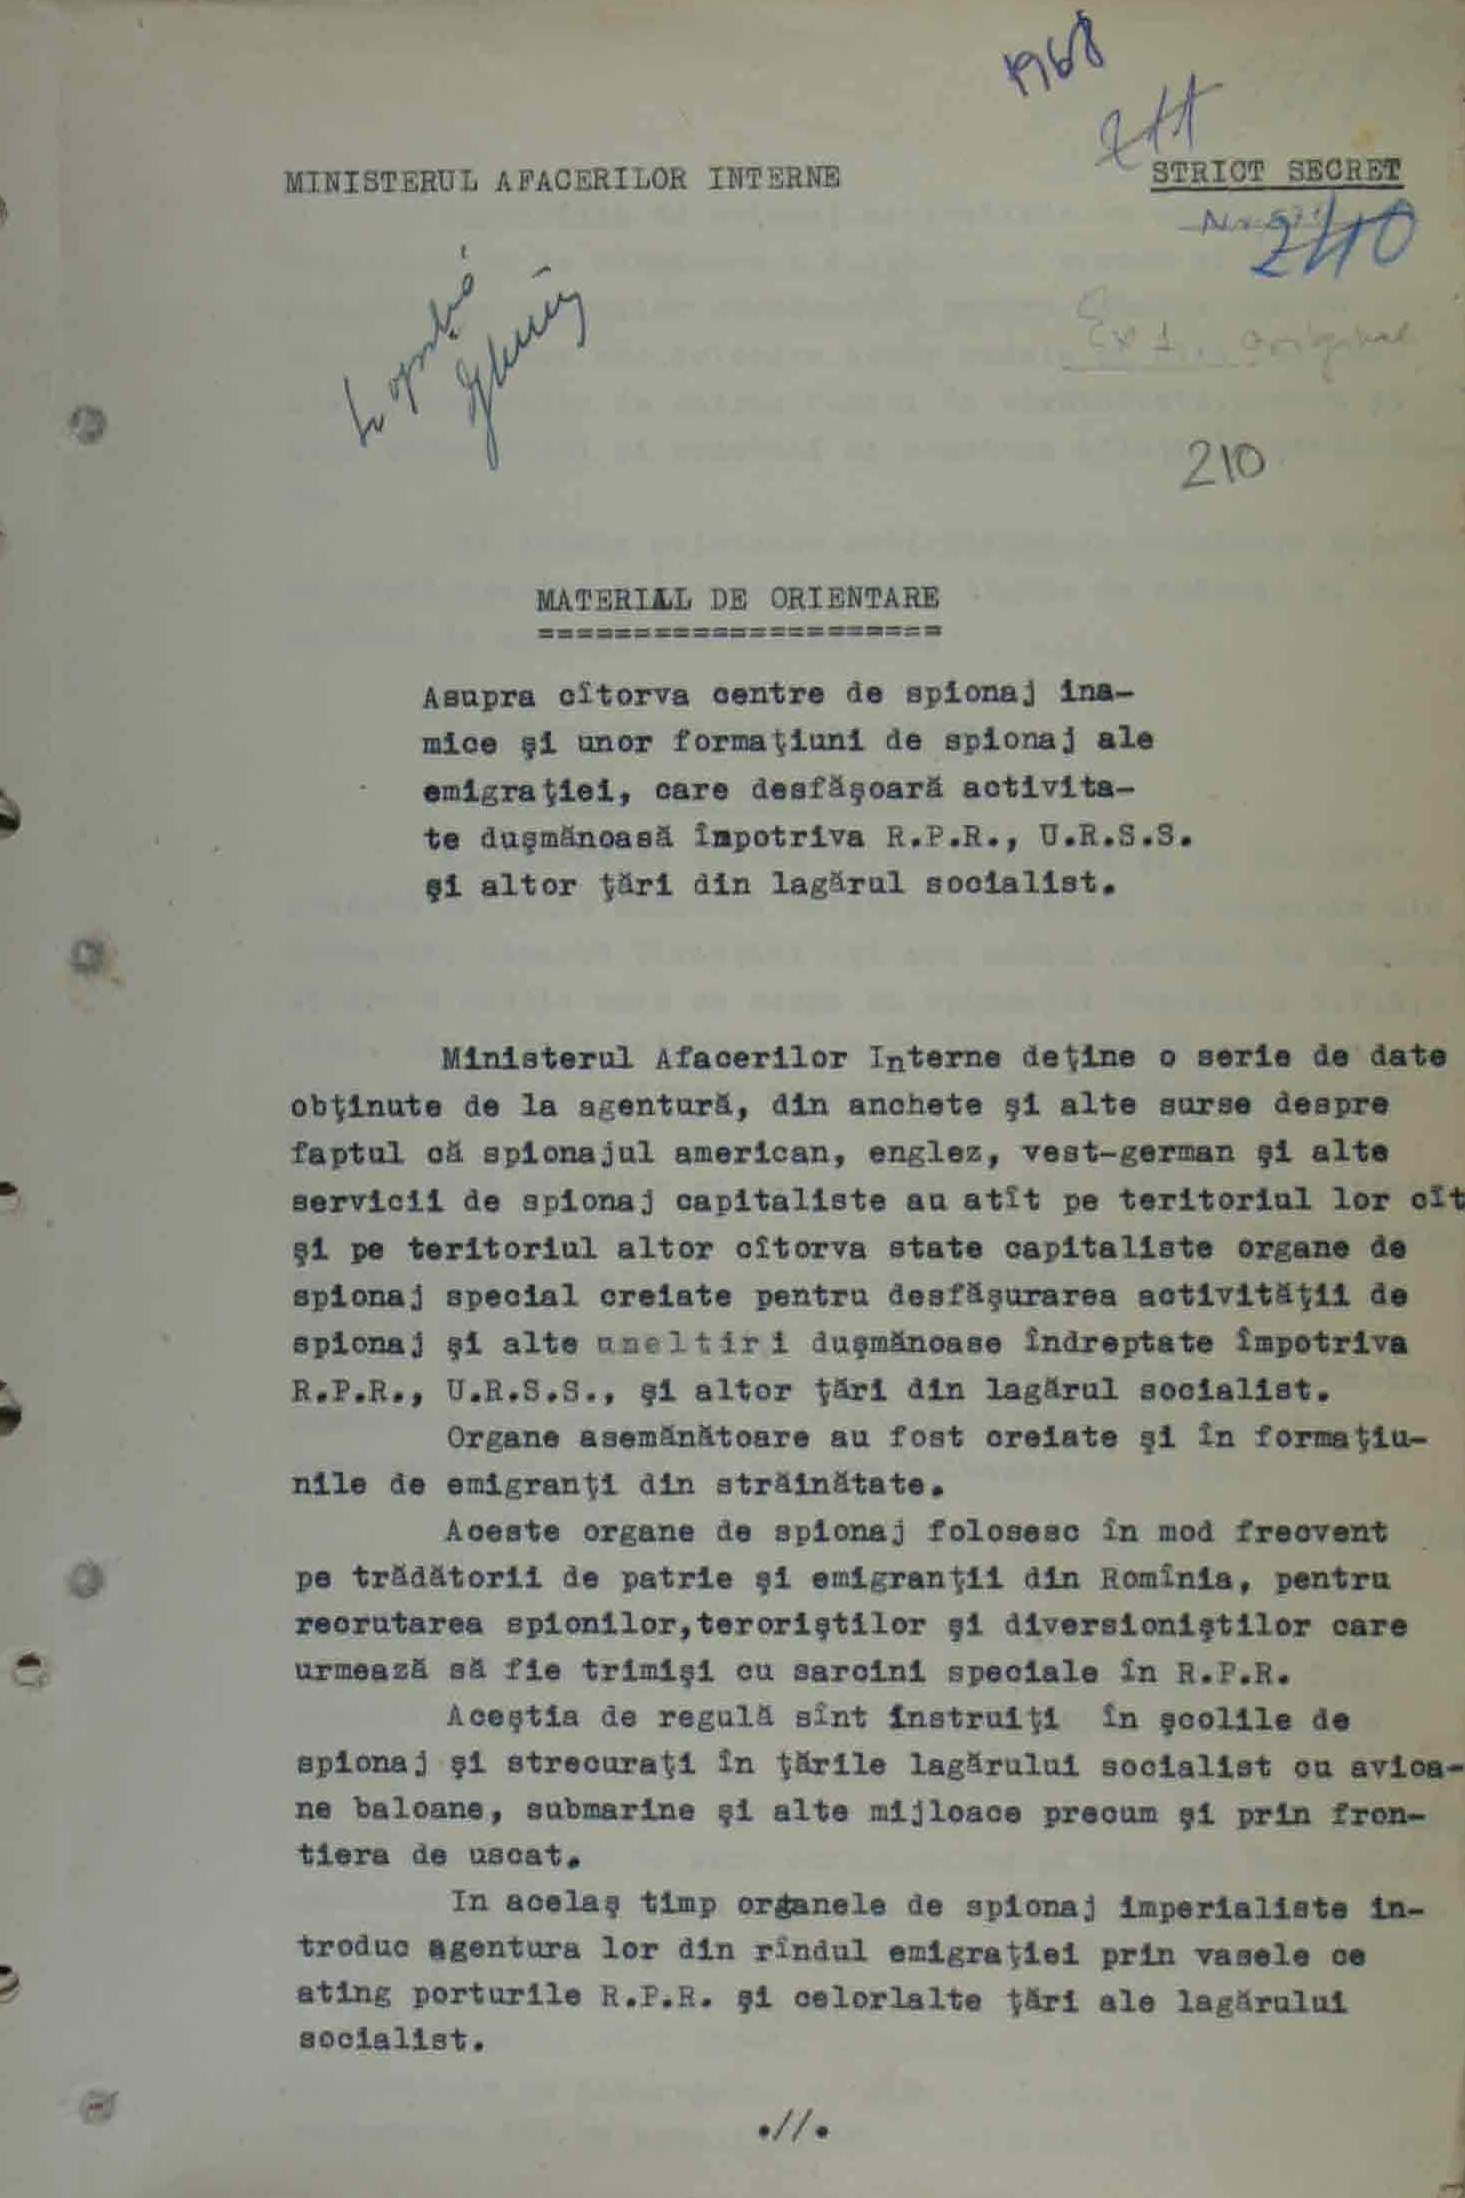 1968
211
MINISTERUL AFACERILOR INTERNE
STRICT SECRET
210
Ex 1 original
210
MATERIAL DE ORIENTARE
=====================
Asupra cîtorva centre de spionaj ina-
mice şi unor formaţiuni de spionaj ale
emigraţiei, care desfăşoară activita-
te duşmănoasă împotriva R.P.R., U.R.S.S.
şi altor ţări din lagărul socialist.
Ministerul Afacerilor Interne deţine o serie de date
obţinute de la agentură, din anchete şi alte surse despre
faptul că spionajul american, englez, vest-german şi alte
servicii de spionaj capitaliste au atît pe teritoriul lor cît
şi pe teritoriul altor cîtorva state capitaliste organe de
spionaj special creiate pentru desfăşurarea activităţii de
spionaj şi alte uneltiri duşmănoase îndreptate împotriva
R.P.R., U.R.S.S., şi altor ţări din lagărul socialist.
Organe asemănătoare au fost creiate şi în formaţiu-
nile de emigranţi din străinătate.
Aceste organe de spionaj folosesc în mod frecvent
pe trădătorii de patrie şi emigranţii din Romînia, pentru
recrutarea spionilor,teroriştilor şi diversioniştilor care
urmează să fie trimişi cu sarcini speciale în R.P.R.
Aceştia de regulă sînt instruiţi în şcolile de
spionaj şi strecuraţi în ţările lagărului socialist cu avioa-
ne baloane, submarine şi alte mijloace precum şi prin fron-
tiera de uscat.
In acelaş timp organele de spionaj imperialiste in-
troduc agentura lor din rîndul emigraţiei prin vasele ce
ating porturile R.P.R. şi celorlalte ţări ale lagărului
socialist.
.//.